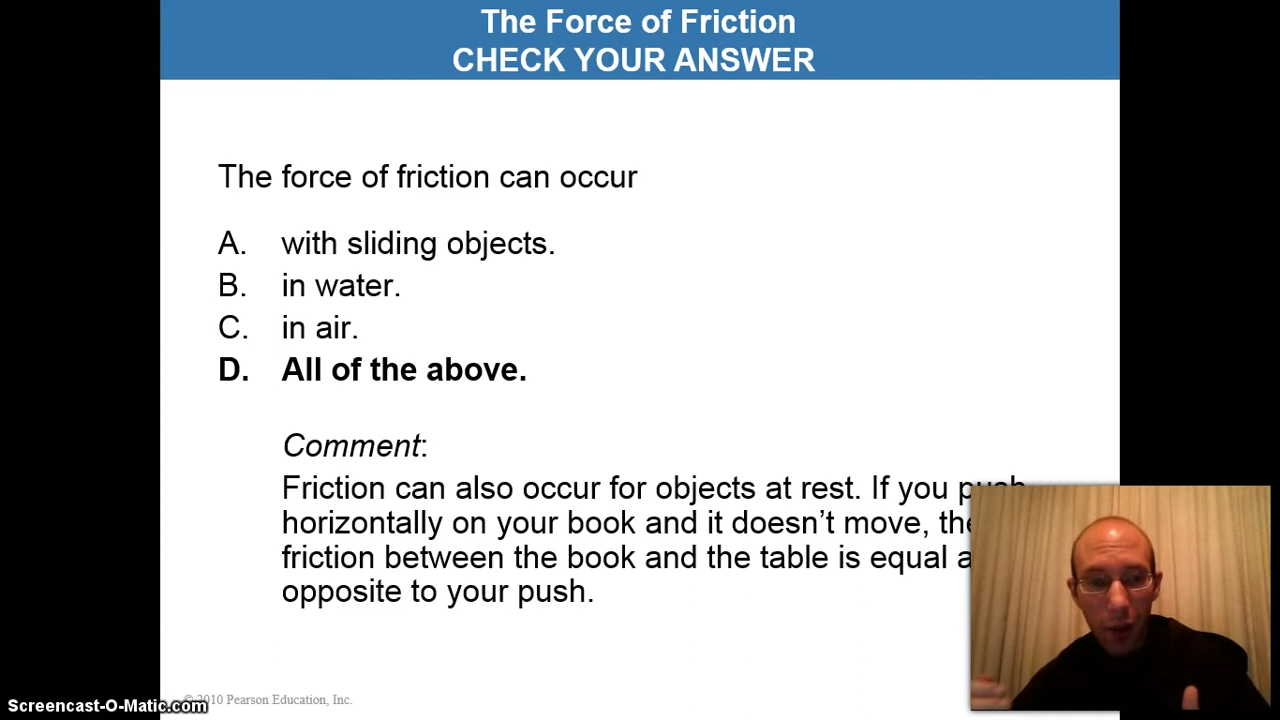 The Force of Friction
CHECK YOUR ANSWER
The force of friction can occur
A. with sliding objects.
B. in water.
C. in air.
D. All of the above.
Comment:
Friction can also occur for objects at rest. If you push
horizontally on your book and it doesn’t move, the
friction between the book and the table is equal a
opposite to your push.
© 2010 Pearson Education, Inc.
Screencast-O-Matic.com